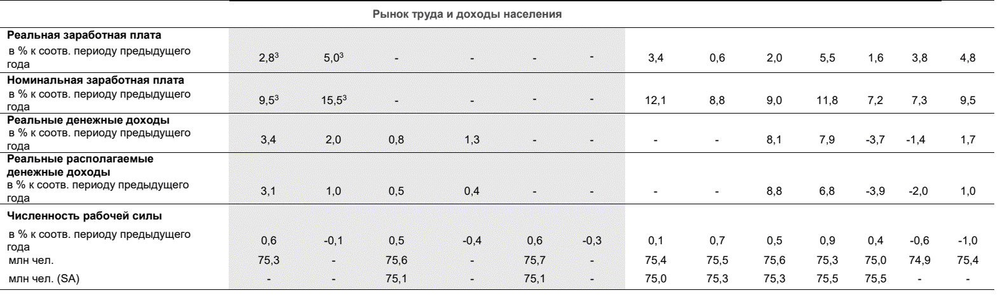 Рынок труда и доходы населения
Реальная заработная плата
в % к соотв. периоду предыдущего
года 2,8³ 5,0³ - - - - 3,4 0,6 2,0 5,5 1,6 3,8 4,8
Номинальная заработная плата
в % к соотв. периоду предыдущего
года 9,5³ 15,5³ - - - - 12,1 8,8 9,0 11,8 7,2 7,3 9,5
Реальные денежные доходы
в % к соотв. периоду предыдущего
года 3,4 2,0 0,8 1,3 - - - - 8,1 7,9 -3,7 -1,4 1,7
Реальные располагаемые
денежные доходы
в % к соотв. периоду предыдущего
года 3,1 1,0 0,5 0,4 - - - - 8,8 6,8 -3,9 -2,0 1,0
Численность рабочей силы
в % к соотв. периоду предыдущего
года 0,6 -0,1 0,5 -0,4 0,6 -0,3 0,1 0,7 0,5 0,9 0,4 -0,6 -1,0
млн чел. 75,3 - 75,6 - 75,7 - 75,4 75,5 75,6 75,3 75,0 74,9 75,4
млн чел. (SA) - - 75,1 - 75,1 - 75,0 75,3 75,3 75,5 75,5 - -